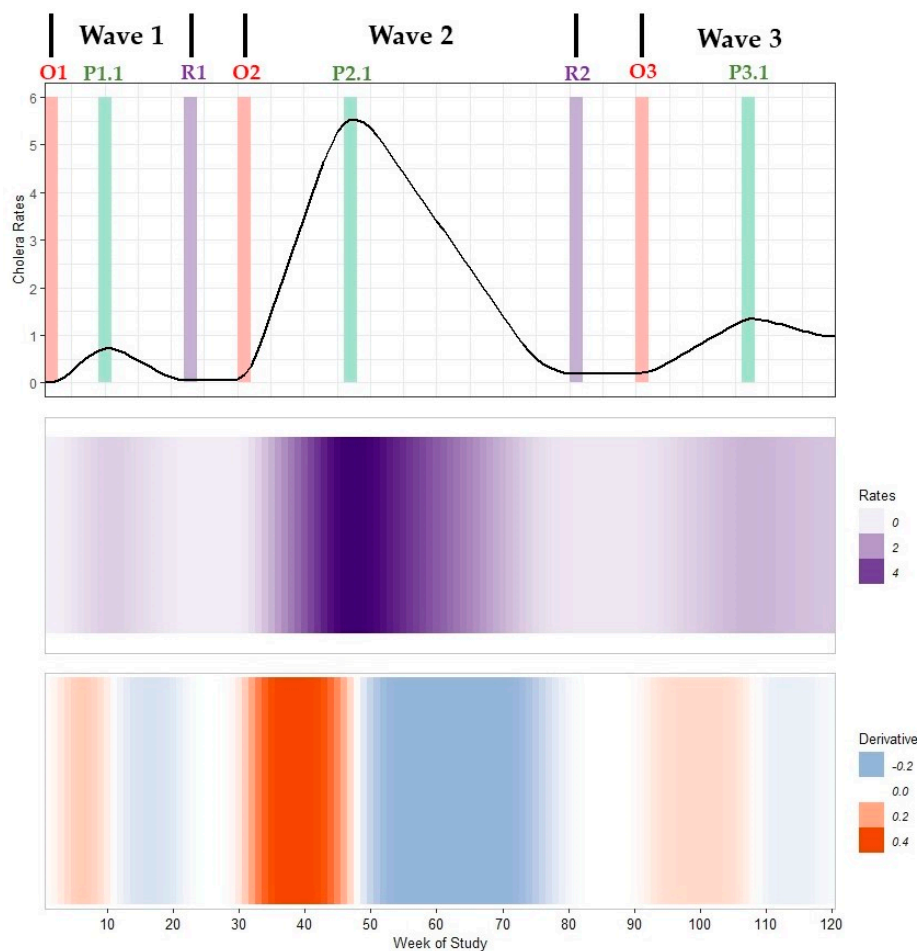 Wave 1 Wave 2 Wave 3
O1 P1.1 R1 O2 P2.1 R2 O3 P3.1
6
5
4
3
2
1
0
Cholera Rates
Rates
0
2
4
Derivative
-0.2
0.0
0.2
0.4
10 20 30 40 50 60 70 80 90 100 110 120
Week of Study